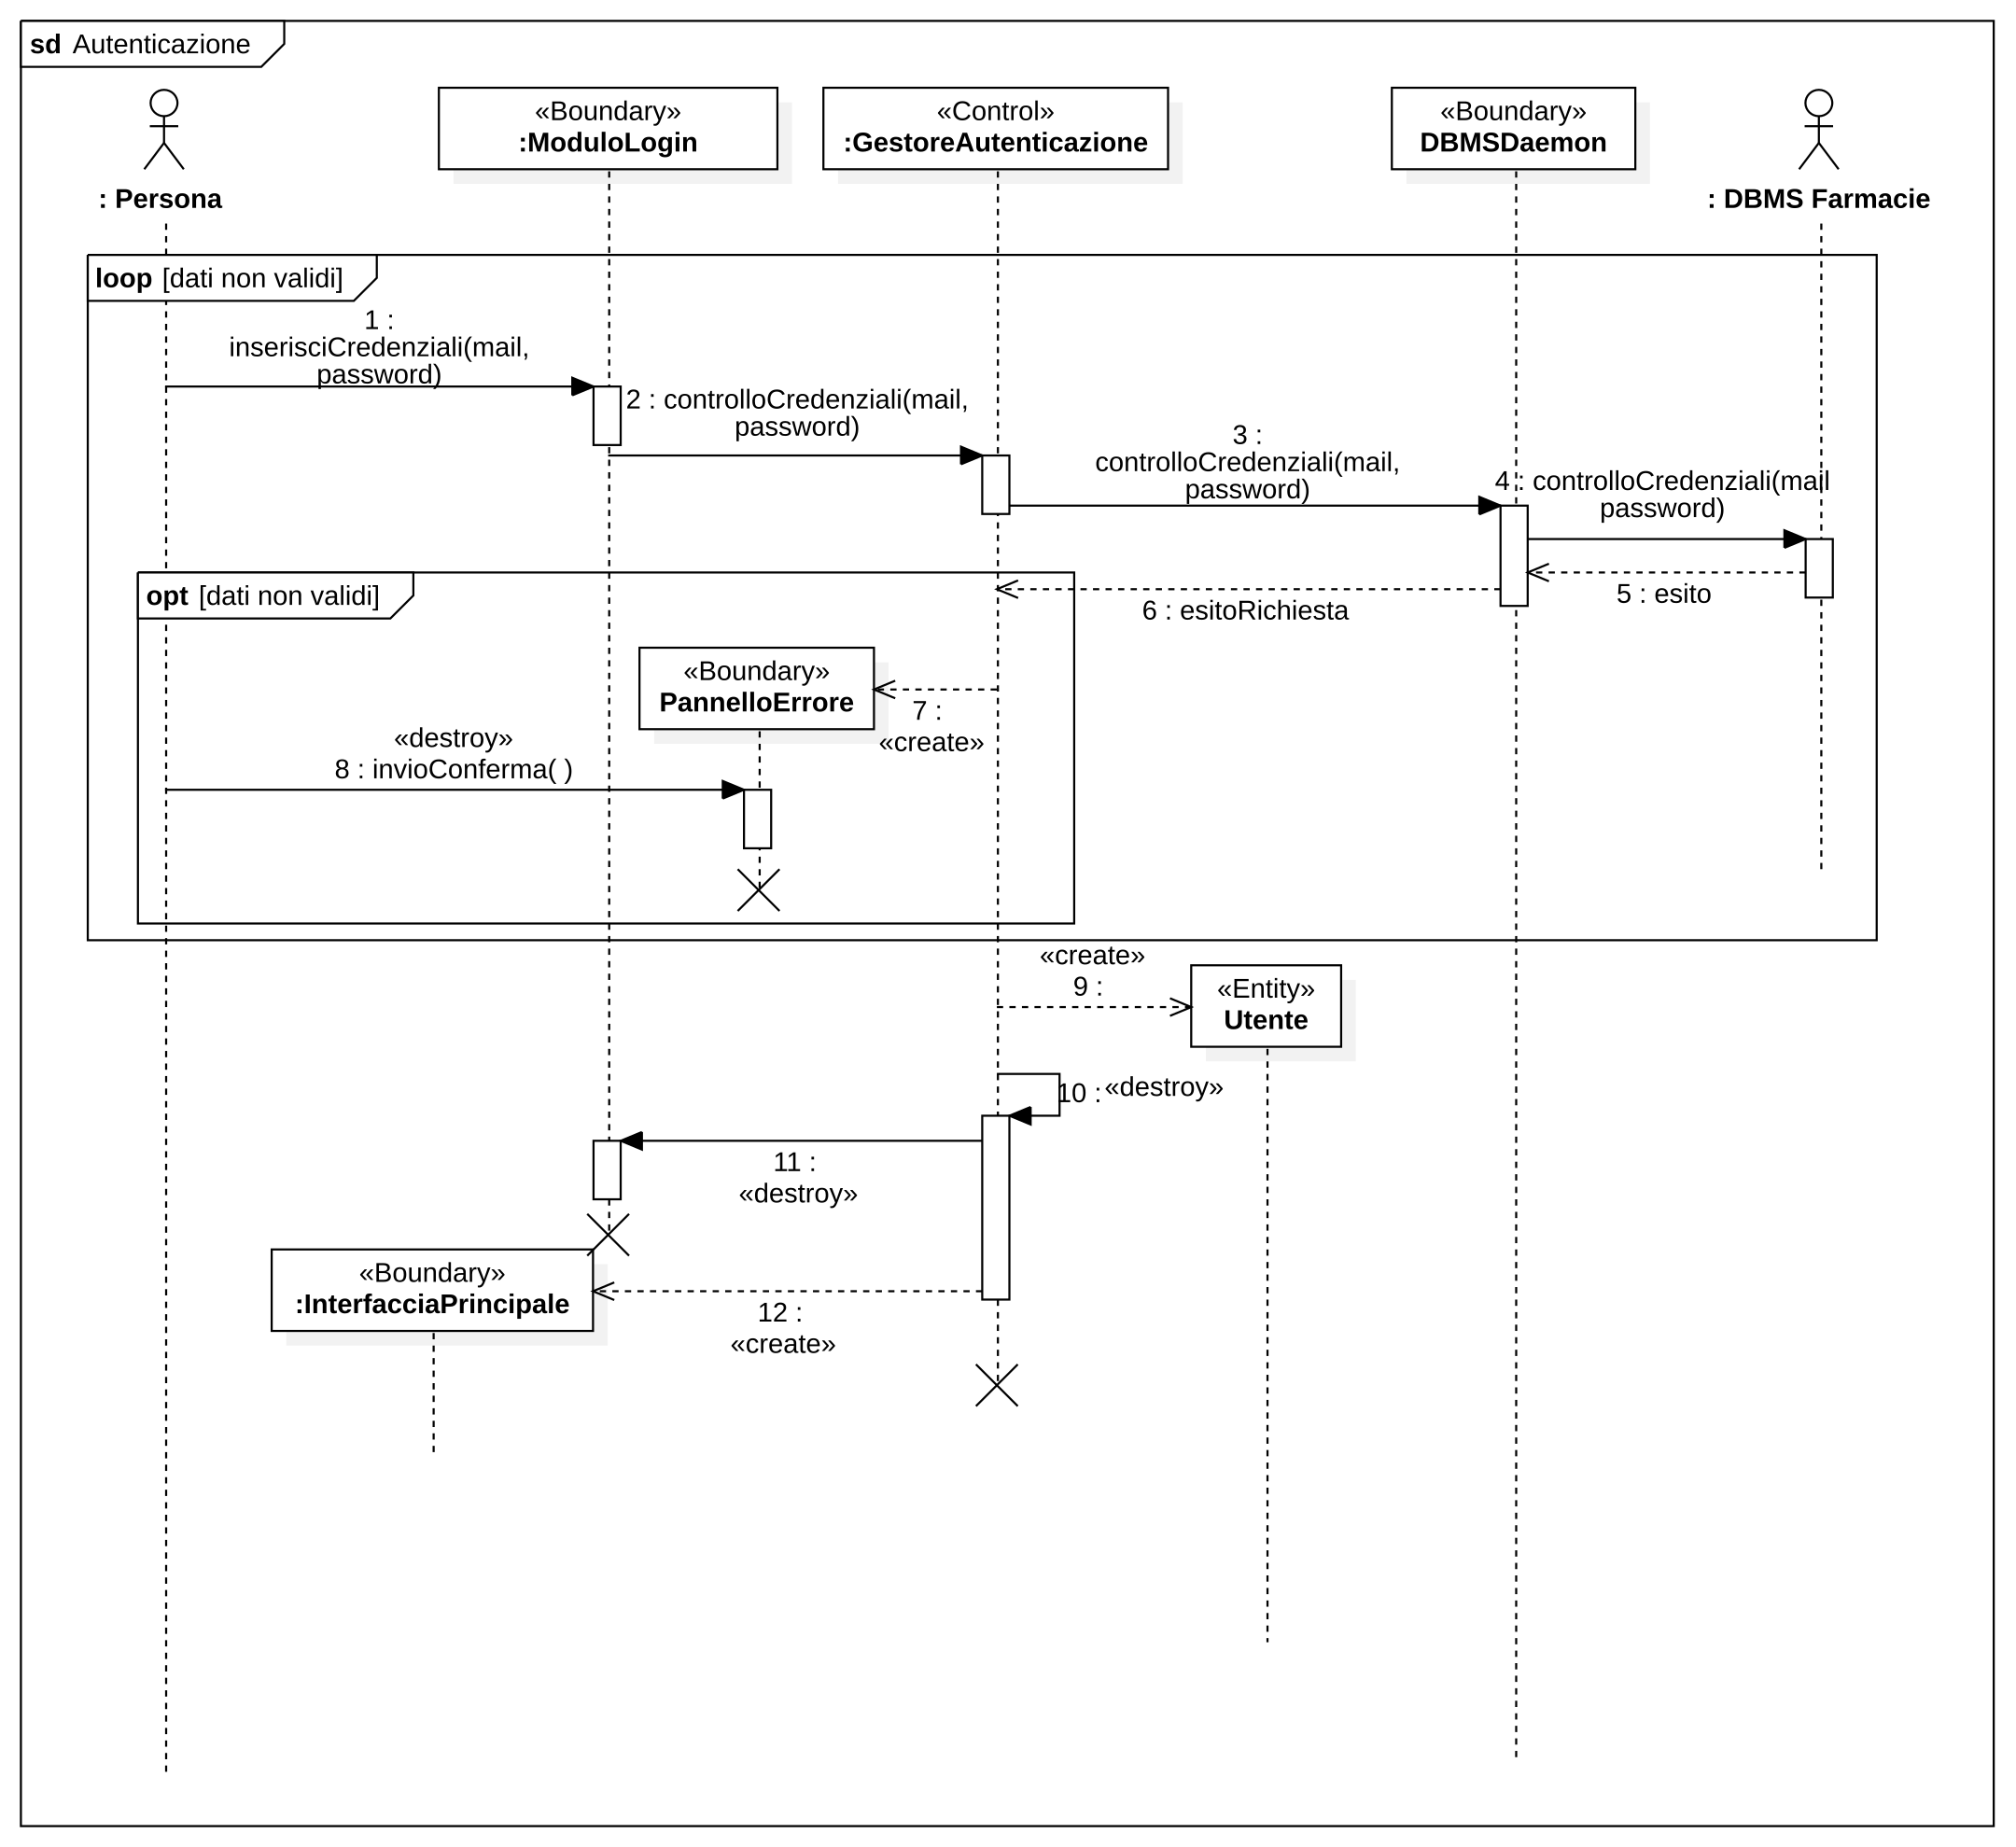 sd Autenticazione
«Boundary»
:ModuloLogin
«Control»
:GestoreAutenticazione
«Boundary»
DBMSDaemon
: Persona
: DBMS Farmacie
loop [dati non validi]
1 :
inserisciCredenziali(mail,
password)
2 : controlloCredenziali(mail,
password)
3 :
controlloCredenziali(mail,
password)
4 : controlloCredenziali(mail
password)
5 : esito
6 : esitoRichiesta
opt [dati non validi]
«Boundary»
PannelloErrore
7 :
«create»
«destroy»
8 : invioConferma( )
«create»
9 :
«Entity»
Utente
10 : «destroy»
11 :
«destroy»
«Boundary»
:InterfacciaPrincipale
12 :
«create»